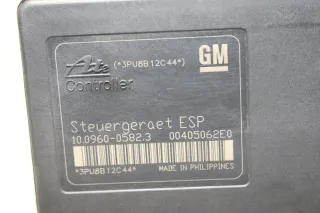 Ate (*3PU8B12C44*) GM
Controller
Steuergeraet ESP
10.0960-0582.3 00405062E0
*3PU8B12C44* MADE IN PHILIPPINES